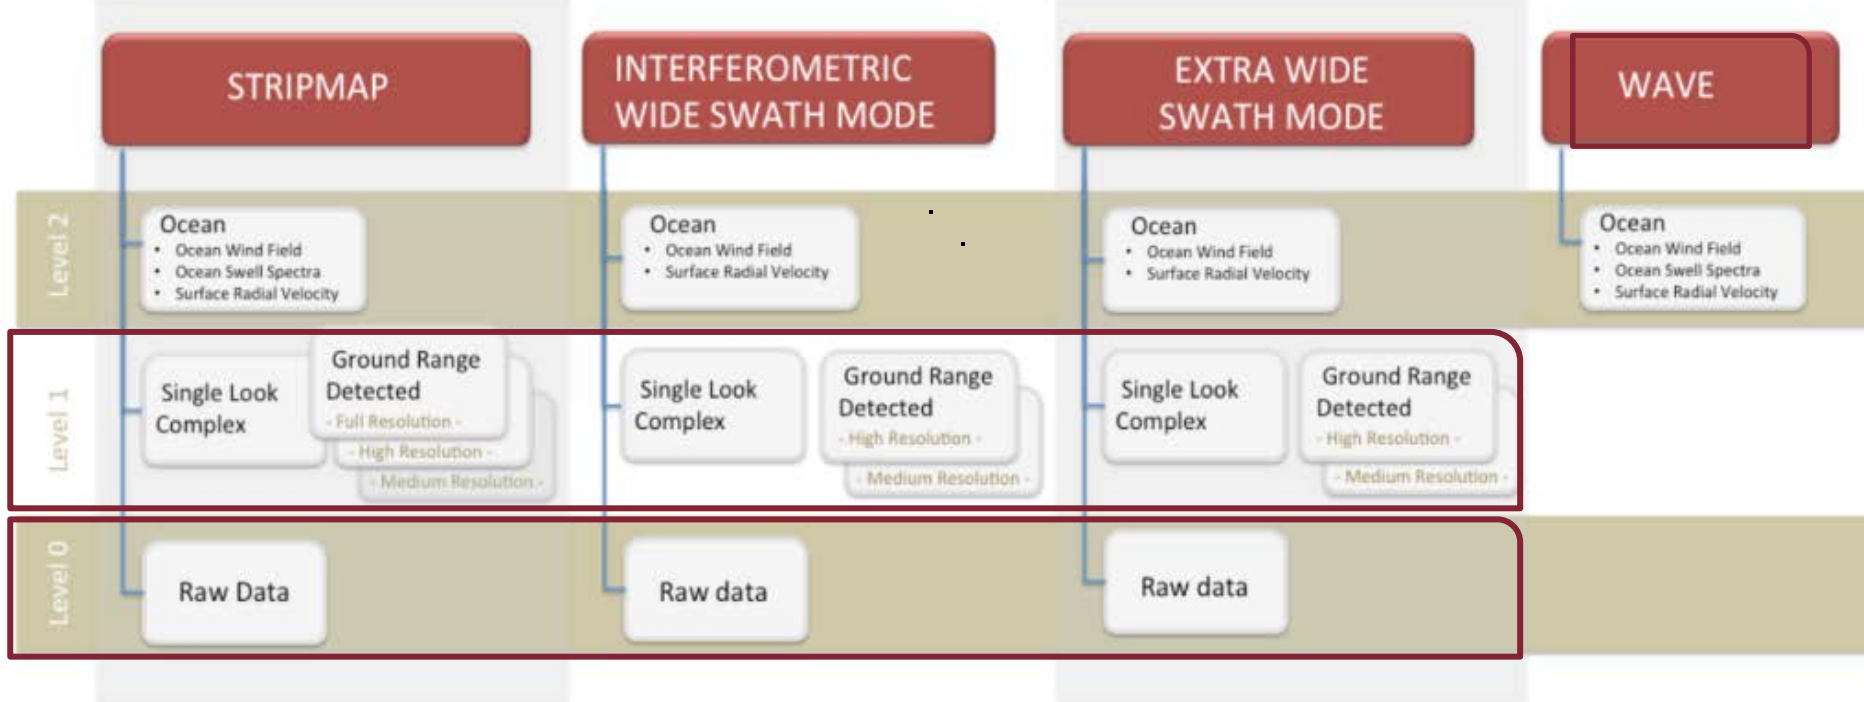 STRIPMAP
INTERFEROMETRIC
WIDE SWATH MODE
EXTRA WIDE
SWATH MODE
WAVE
Level 2
Ocean
• Ocean Wind Field
• Ocean Swell Spectra
• Surface Radial Velocity
Ocean
• Ocean Wind Field
• Surface Radial Velocity
Ocean
• Ocean Wind Field
• Surface Radial Velocity
Ocean
• Ocean Wind Field
• Ocean Swell Spectra
• Surface Radial Velocity
Level 1
Single Look
Complex
Ground Range
Detected
- Full Resolution -
- High Resolution -
- Medium Resolution -
Single Look
Complex
Ground Range
Detected
- High Resolution -
- Medium Resolution -
Single Look
Complex
Ground Range
Detected
- High Resolution -
- Medium Resolution -
Level 0
Raw Data
Raw data
Raw data